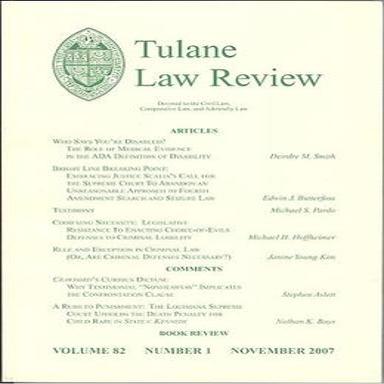 Tulane
Law Review
Devoted to the Civil Law,
Comparative Law, and Admiralty Law
ARTICLES
WHO SAYS YOU'RE DISABLED?
THE ROLE OF MEDICAL EVIDENCE
IN THE ADA DEFINITION OF DISABILITY Deirdre M. Smith
BRIGHT LINE BREAKING POINT:
EMBRACING JUSTICE SCALIA'S CALL FOR
THE SUPREME COURT TO ABANDON AN
UNREASONABLE APPROACH TO FOURTH
AMENDMENT SEARCH AND SEIZURE LAW Edwin J. Butterfoss
TESTIMONY Michael S. Pardo
CODIFYING NECESSITY: LEGISLATIVE
RESISTANCE TO ENACTING CHOICE-OF-EVILS
DEFENSES TO CRIMINAL LIABILITY Michael H. Hoffheimer
RULE AND EXCEPTION IN CRIMINAL LAW
(OR, ARE CRIMINAL DEFENSES NECESSARY?) Janine Young Kim
COMMENTS
CRAWFORD'S CURIOUS DICTUM:
WHY TESTIMONIAL "NONHEARSAY" IMPLICATES
THE CONFRONTATION CLAUSE Stephen Aslett
A RUSH TO PUNISHMENT: THE LOUISIANA SUPREME
COURT UPHOLDS THE DEATH PENALTY FOR
CHILD RAPE IN STATE V. KENNEDY Nathan K. Bays
BOOK REVIEW
VOLUME 82 NUMBER 1 NOVEMBER 2007